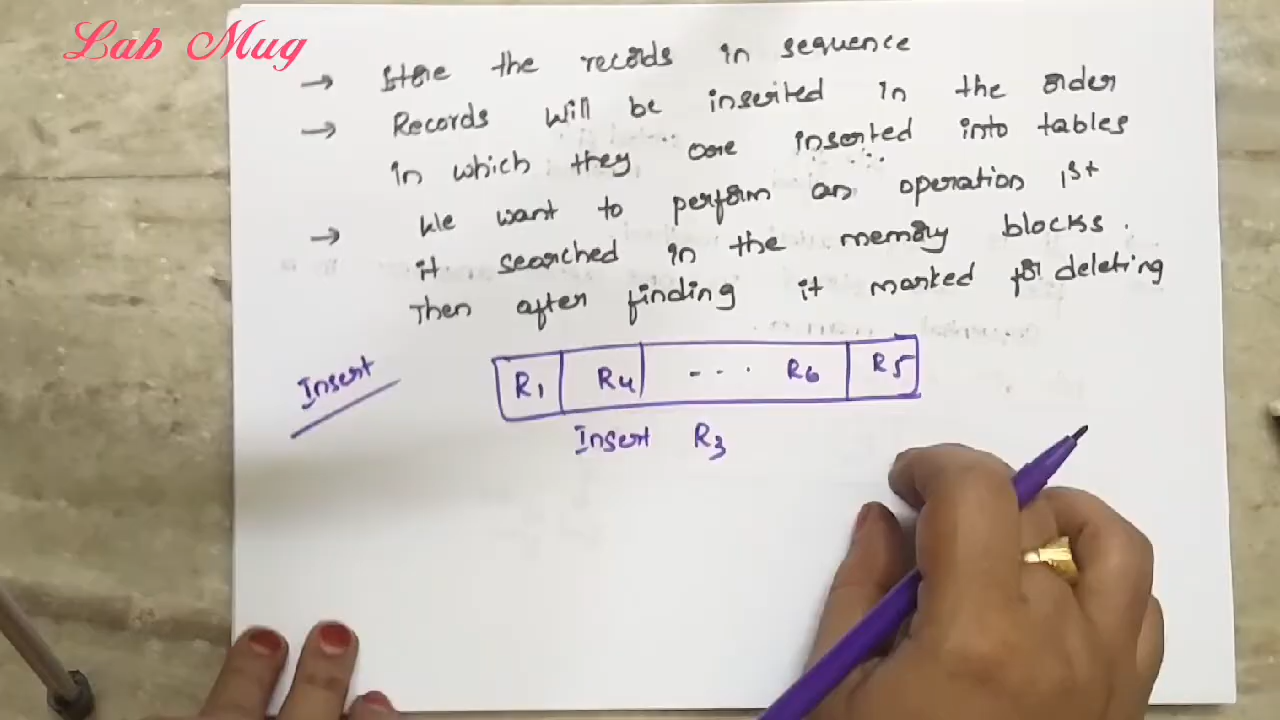 Lab Mug
→ Store the records in sequence
→ Records will be inserted in the order
in which they are inserted into tables
→ We want to perform an operation 1st
it searched in the memory blocks.
Then after finding it marked for deleting
Insert
R1 R4 - - . R6 R5
Insert R3